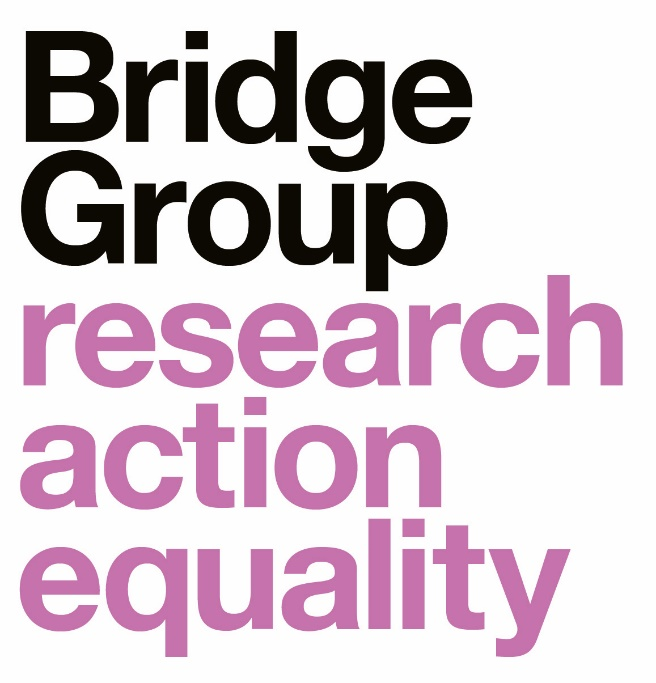 Bridge
Group
research
action
equality